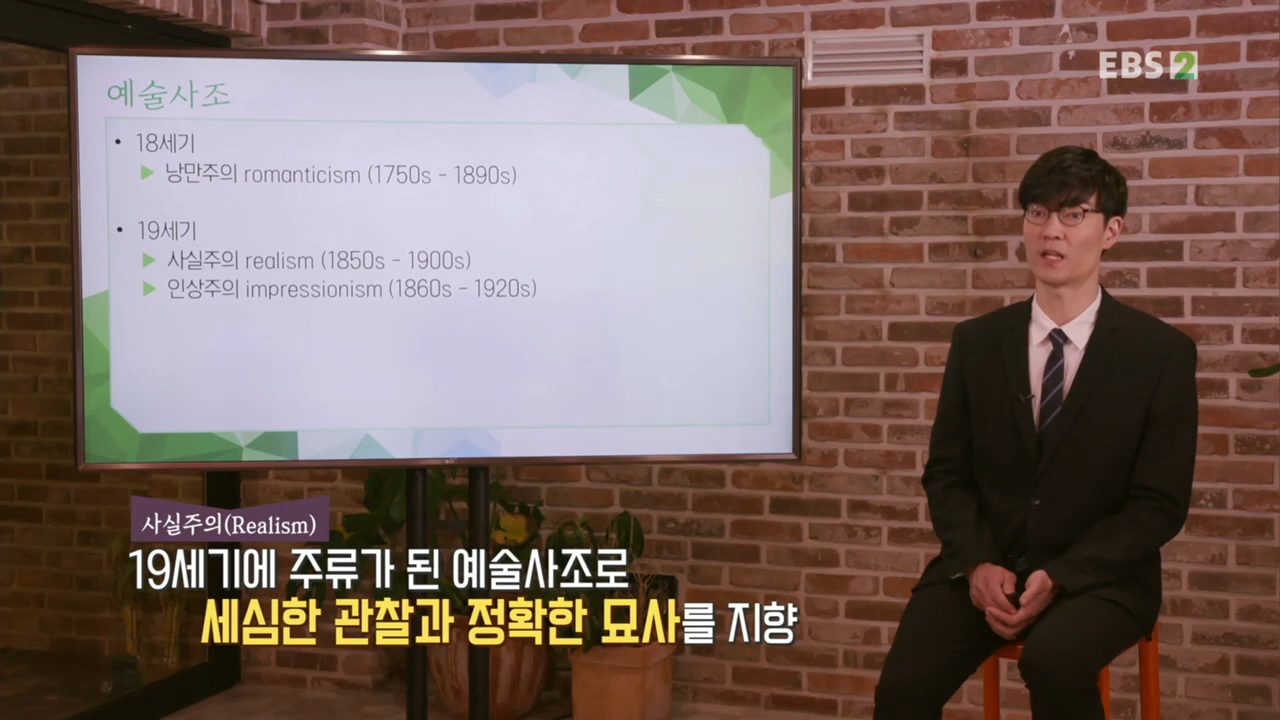 EBS 2
예술사조
• 18세기
▶ 낭만주의 romanticism (1750s - 1890s)
• 19세기
▶ 사실주의 realism (1850s - 1900s)
▶ 인상주의 impressionism (1860s - 1920s)
사실주의(Realism)
19세기에 주류가 된 예술사조로
세심한 관찰과 정확한 묘사를 지향